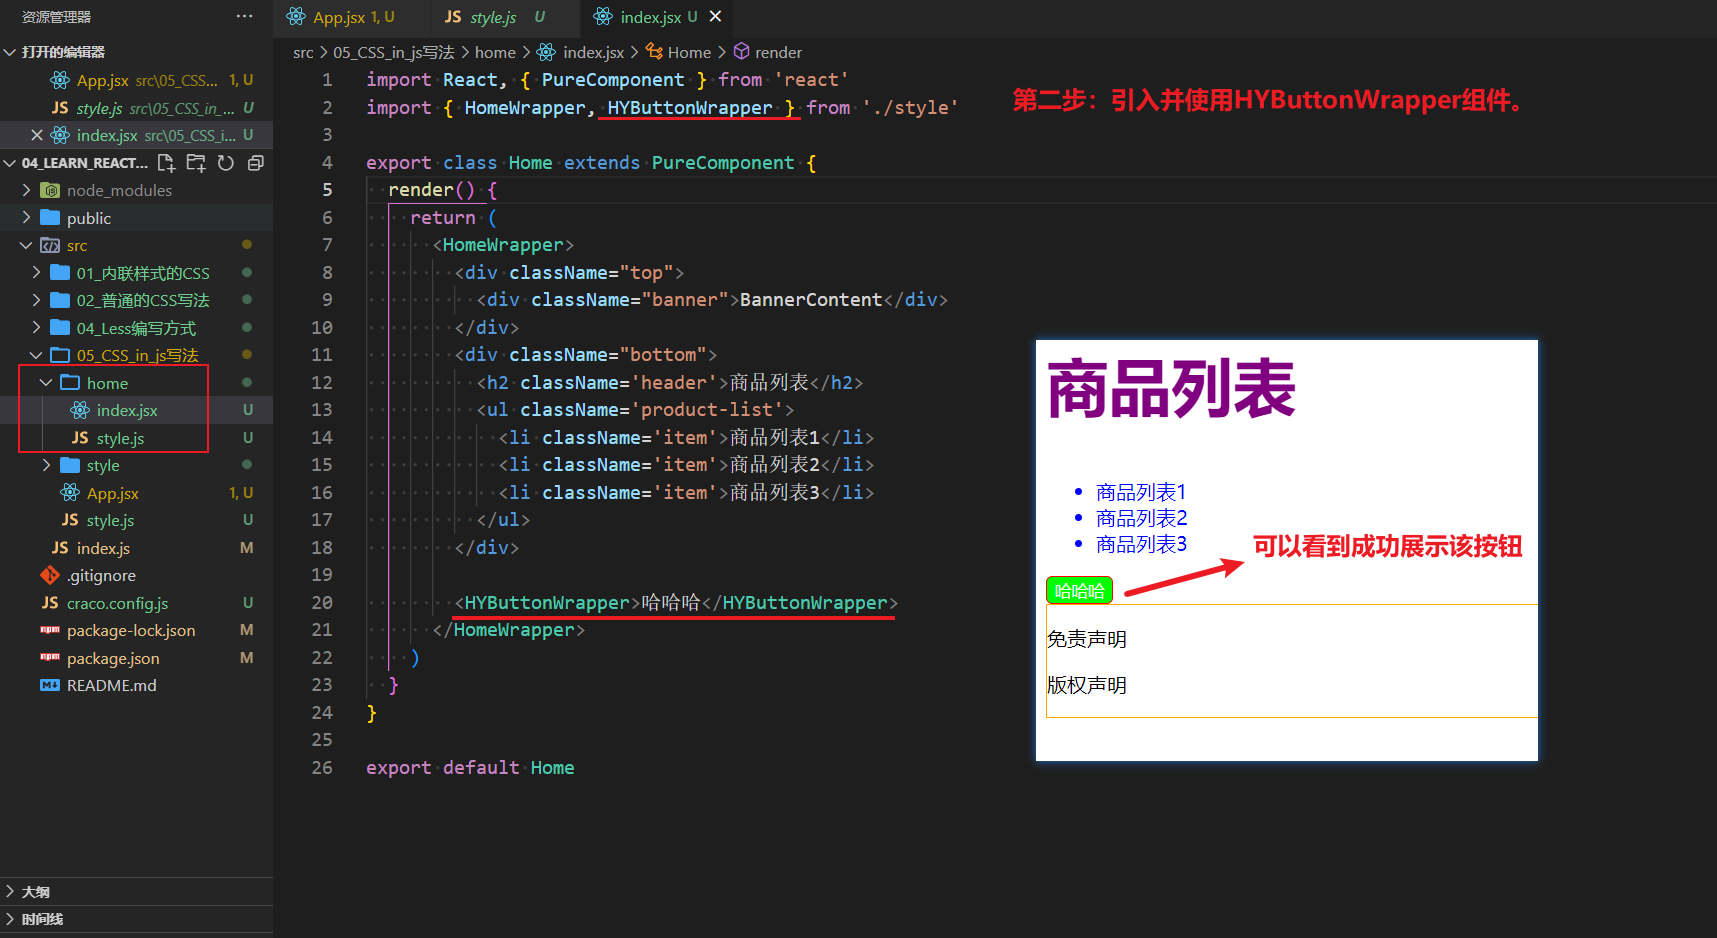 资源管理器 ···
打开的编辑器
App.jsx src\05_CSS... 1, U
JS style.js src\05_CSS_in_... U
index.jsx src\05_CSS_i... U
04_LEARN_REACT...
node_modules
public
src
01_内联样式的CSS
02_普通的CSS写法
04_Less编写方式
05_CSS_in_js写法
home
index.jsx U
JS style.js U
style
App.jsx 1, U
JS style.js U
JS index.js M
.gitignore
JS craco.config.js U
package-lock.json M
package.json M
README.md
大纲
时间线
App.jsx 1, U
JS style.js U
index.jsx U
src > 05_CSS_in_js写法 > home > index.jsx > Home > render
1 import React, { PureComponent } from 'react'
2 import { HomeWrapper, HYButtonWrapper } from './style'
3
4 export class Home extends PureComponent {
5 render() {
6 return (
7 <HomeWrapper>
8 <div className="top">
9 <div className="banner">BannerContent</div>
10 </div>
11 <div className="bottom">
12 <h2 className='header'>商品列表</h2>
13 <ul className='product-list'>
14 <li className='item'>商品列表1</li>
15 <li className='item'>商品列表2</li>
16 <li className='item'>商品列表3</li>
17 </ul>
18 </div>
19
20 <HYButtonWrapper>哈哈哈</HYButtonWrapper>
21 </HomeWrapper>
22 )
23 }
24 }
25
26 export default Home
第二步：引入并使用HYButtonWrapper组件。
商品列表
商品列表1
商品列表2
商品列表3
可以看到成功展示该按钮
哈哈哈
免责声明
版权声明